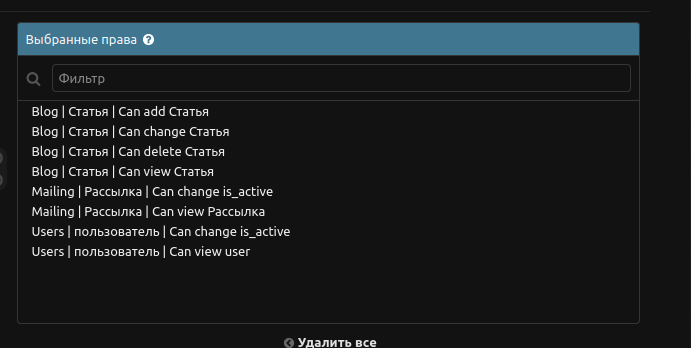 Выбранные права ?
Фильтр
Blog | Статья | Can add Статья
Blog | Статья | Can change Статья
Blog | Статья | Can delete Статья
Blog | Статья | Can view Статья
Mailing | Рассылка | Can change is_active
Mailing | Рассылка | Can view Рассылка
Users | пользователь | Can change is_active
Users | пользователь | Can view user
Удалить все